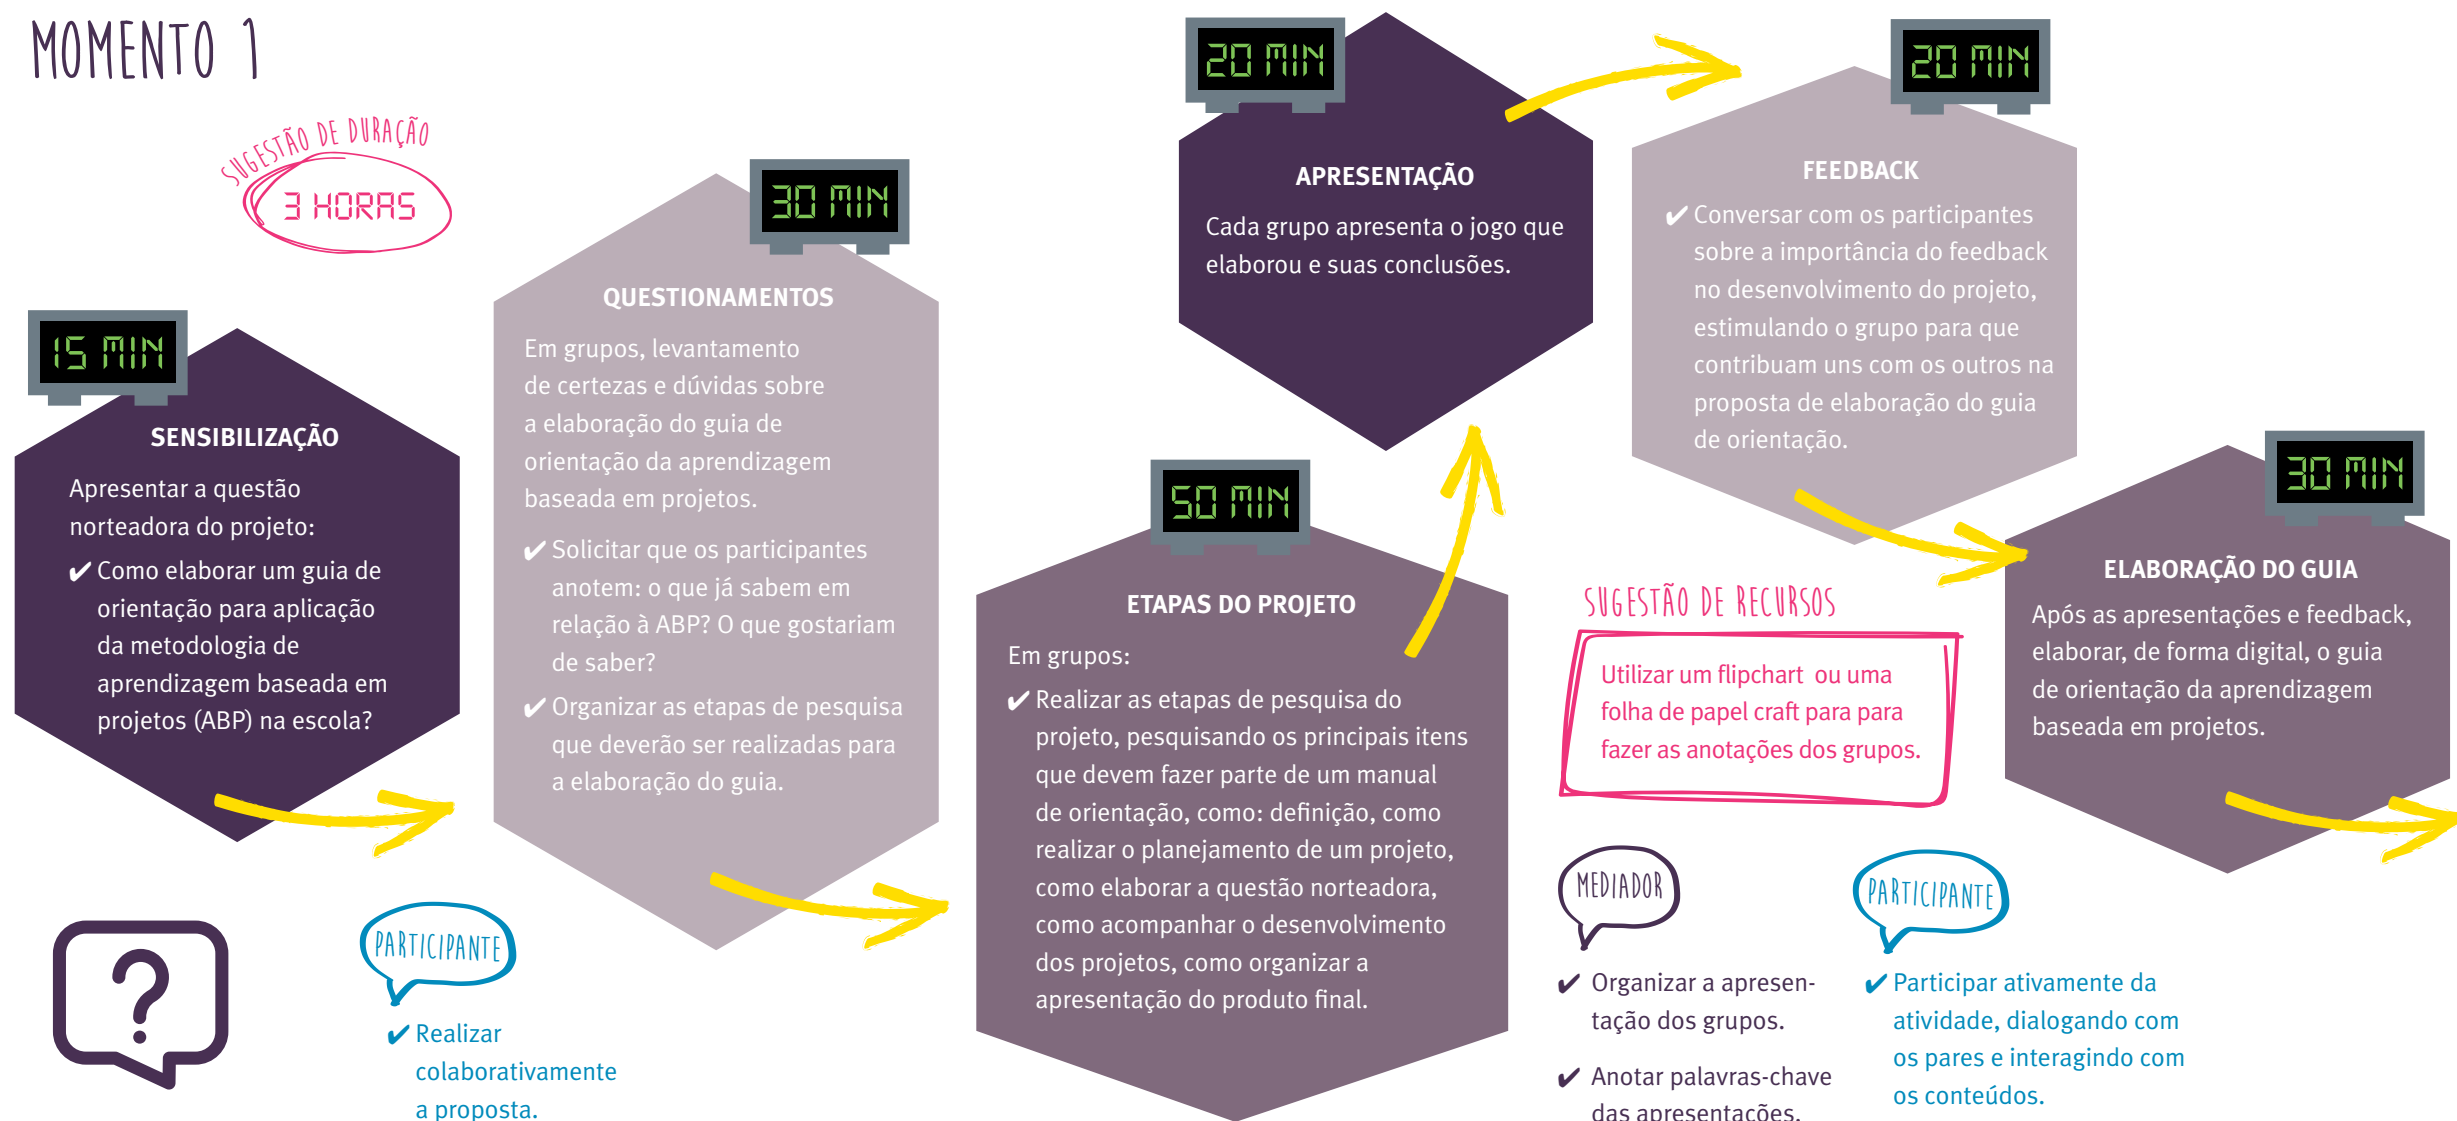 MOMENTO 1
SUGESTÃO DE DURAÇÃO
3 HORAS
15 MIN
SENSIBILIZAÇÃO
Apresentar a questão
norteadora do projeto:
✔ Como elaborar um guia de
orientação para aplicação
da metodologia de
aprendizagem baseada em
projetos (ABP) na escola?
30 MIN
QUESTIONAMENTOS
Em grupos, levantamento
de certezas e dúvidas sobre
a elaboração do guia de
orientação da aprendizagem
baseada em projetos.
✔ Solicitar que os participantes
anotem: o que já sabem em
relação à ABP? O que gostariam
de saber?
✔ Organizar as etapas de pesquisa
que deverão ser realizadas para
a elaboração do guia.
?
PARTICIPANTE
✔ Realizar
colaborativamente
a proposta.
50 MIN
ETAPAS DO PROJETO
Em grupos:
✔ Realizar as etapas de pesquisa do
projeto, pesquisando os principais itens
que devem fazer parte de um manual
de orientação, como: definição, como
realizar o planejamento de um projeto,
como elaborar a questão norteadora,
como acompanhar o desenvolvimento
dos projetos, como organizar a
apresentação do produto final.
20 MIN
APRESENTAÇÃO
Cada grupo apresenta o jogo que
elaborou e suas conclusões.
20 MIN
FEEDBACK
✔ Conversar com os participantes
sobre a importância do feedback
no desenvolvimento do projeto,
estimulando o grupo para que
contribuam uns com os outros na
proposta de elaboração do guia
de orientação.
30 MIN
ELABORAÇÃO DO GUIA
Após as apresentações e feedback,
elaborar, de forma digital, o guia
de orientação da aprendizagem
baseada em projetos.
SUGESTÃO DE RECURSOS
Utilizar um flipchart ou uma
folha de papel craft para para
fazer as anotações dos grupos.
MEDIADOR
✔ Organizar a apresen-
tação dos grupos.
✔ Anotar palavras-chave
das apresentações.
PARTICIPANTE
✔ Participar ativamente da
atividade, dialogando com
os pares e interagindo com
os conteúdos.